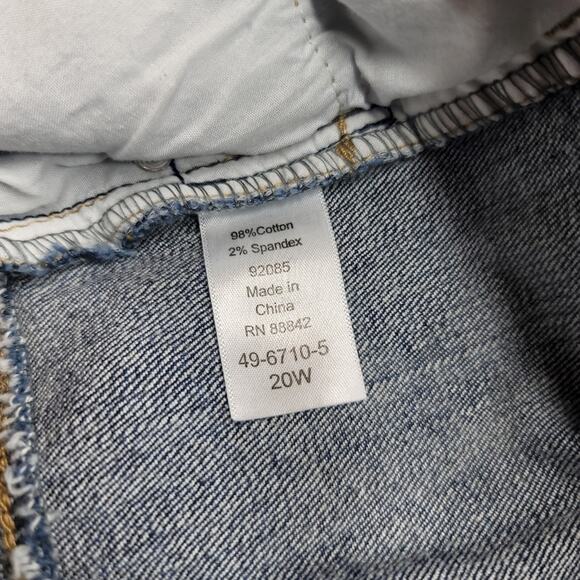 98%Cotton
2% Spandex
92085
Made in
China
RN 88842
49-6710-5
20W